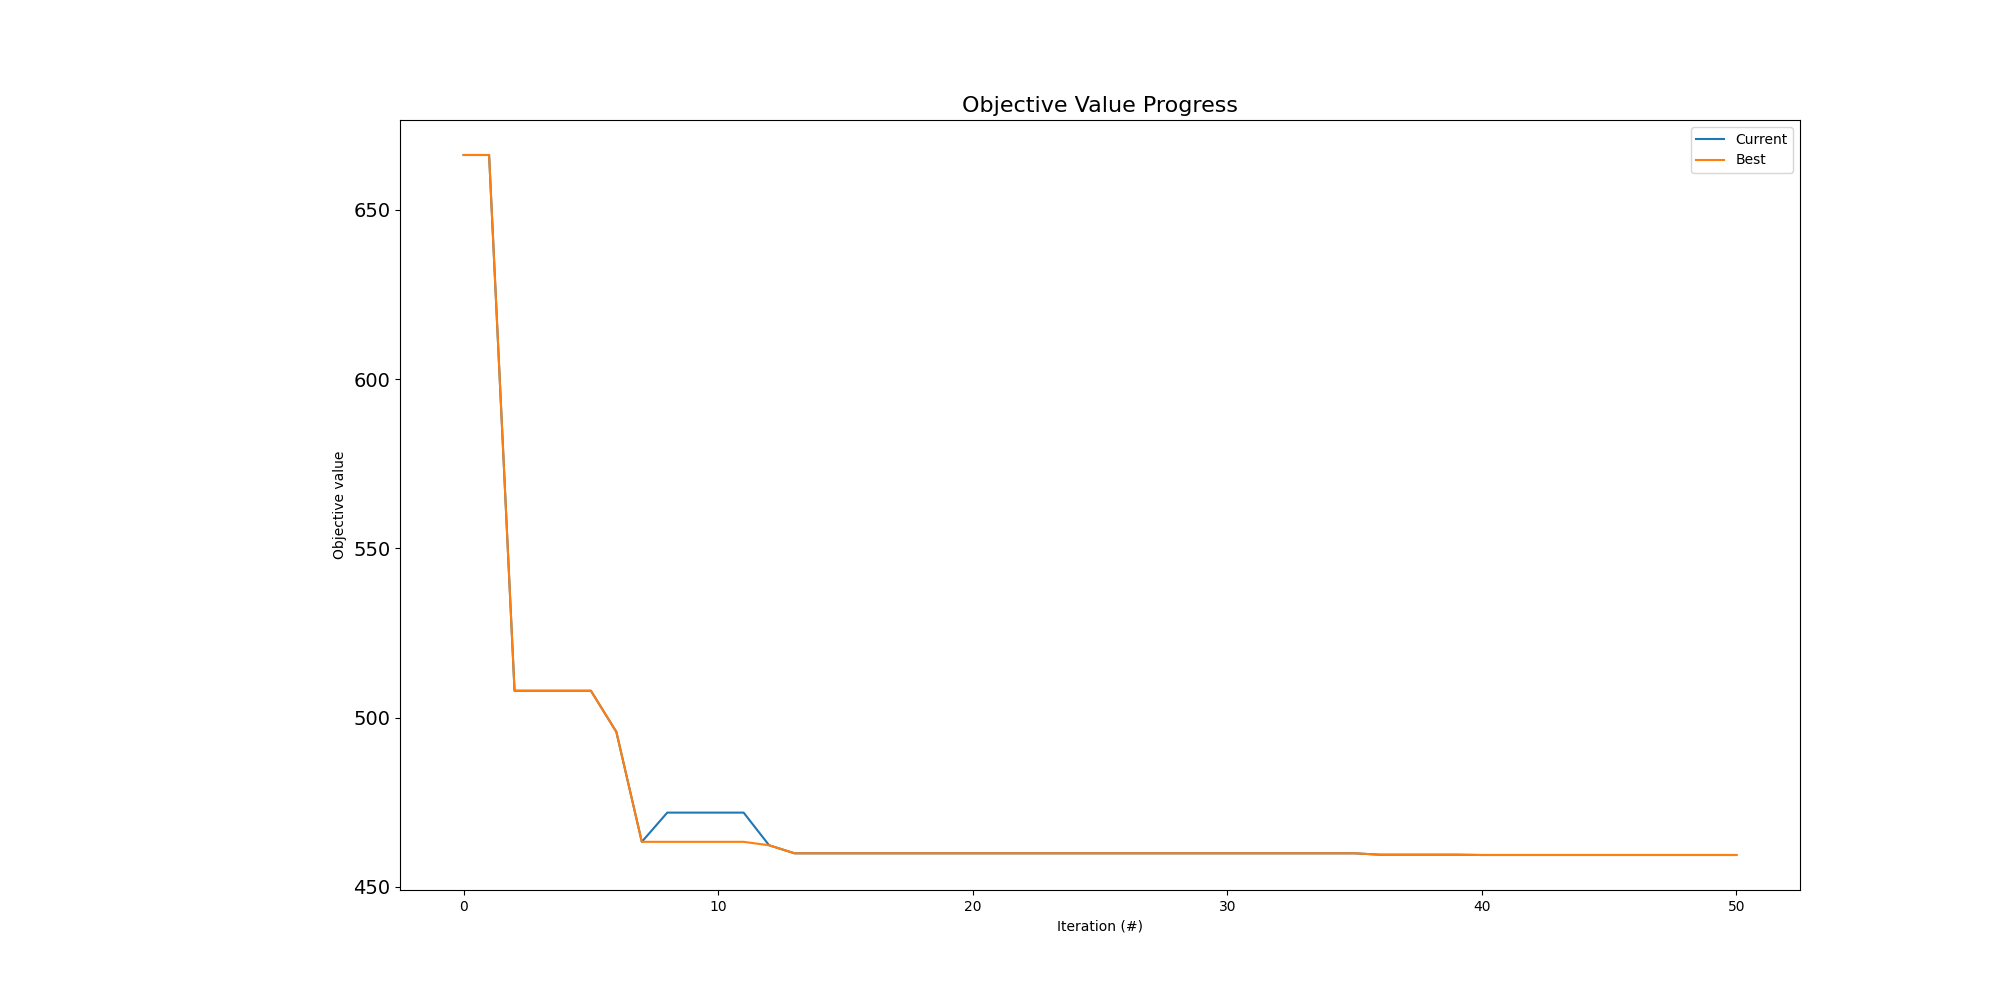 Objective Value Progress
Current
Best
650
600
550
500
450
Objective value
0 10 20 30 40 50
Iteration (#)